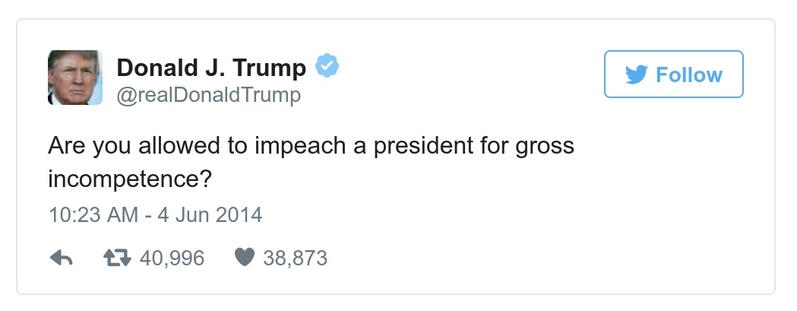 Donald J. Trump
@realDonaldTrump
Follow
Are you allowed to impeach a president for gross
incompetence?
10:23 AM - 4 Jun 2014
40,996 38,873